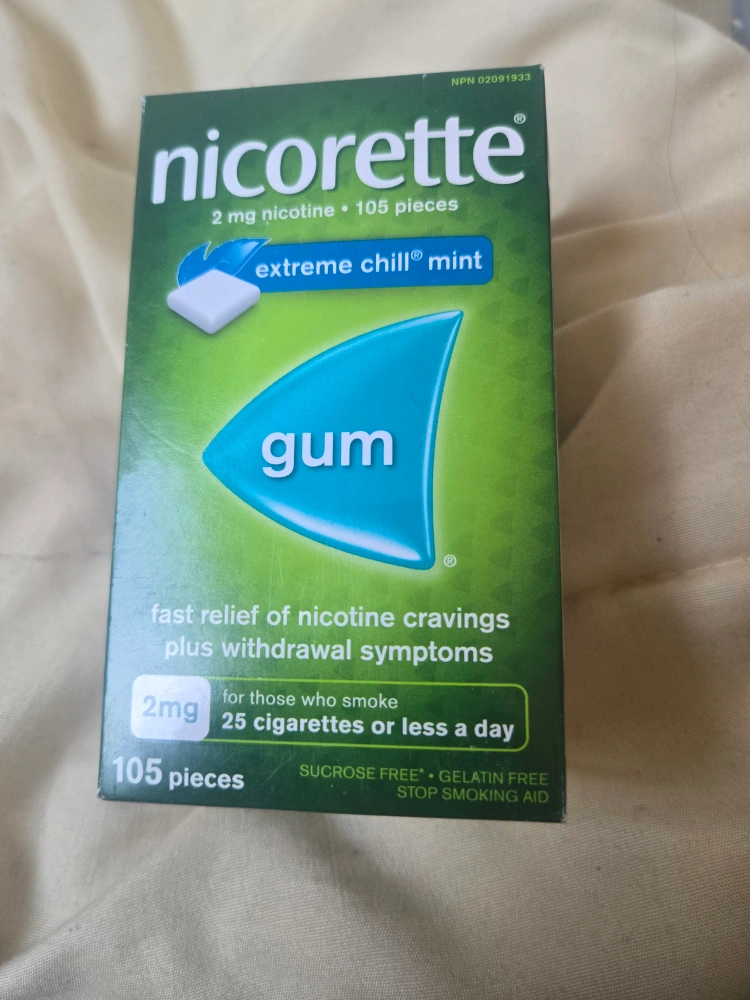 NPN 02091933
nicorette®
2 mg nicotine • 105 pieces
extreme chill® mint
gum
®
fast relief of nicotine cravings
plus withdrawal symptoms
2mg
for those who smoke
25 cigarettes or less a day
105 pieces
SUCROSE FREE* • GELATIN FREE
STOP SMOKING AID